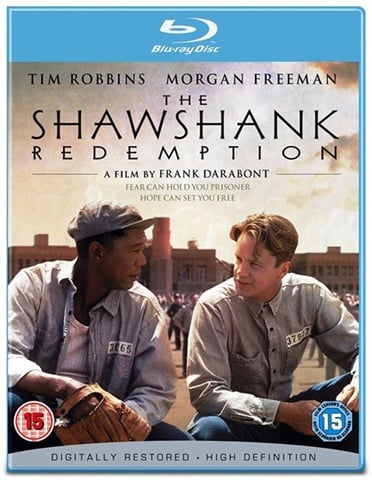 Blu-ray Disc
TIM ROBBINS MORGAN FREEMAN
THE
SHAWSHANK
REDEMPTION
A FILM BY FRANK DARABONT
FEAR CAN HOLD YOU PRISONER
HOPE CAN SET YOU FREE
3065
15
15
DIGITALLY RESTORED • HIGH DEFINITION